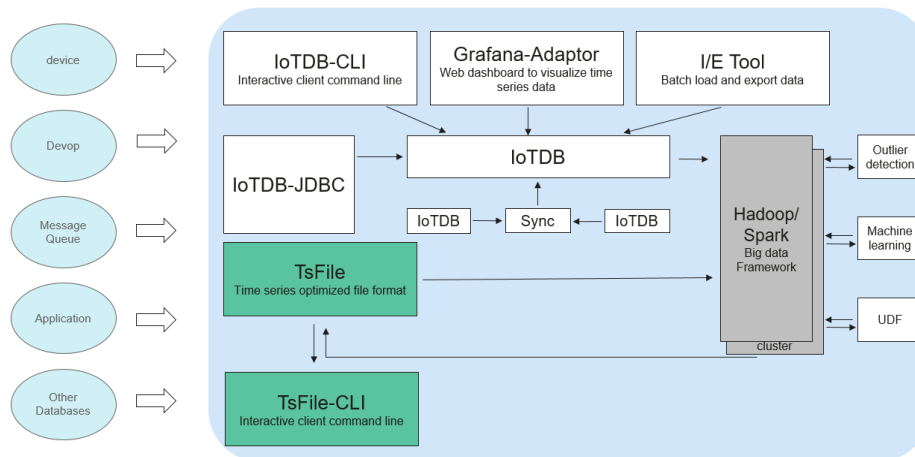 device
Devop
Message
Queue
Application
Other
Databases
IoTDB-CLI
Interactive client command line
Grafana-Adaptor
Web dashboard to visualize time
series data
I/E Tool
Batch load and export data
IoTDB-JDBC
IoTDB
IoTDB
Sync
IoTDB
TsFile
Time series optimized file format
TsFile-CLI
Interactive client command line
Hadoop/
Spark
Big data
Framework
cluster
Outlier
detection
Machine
learning
UDF